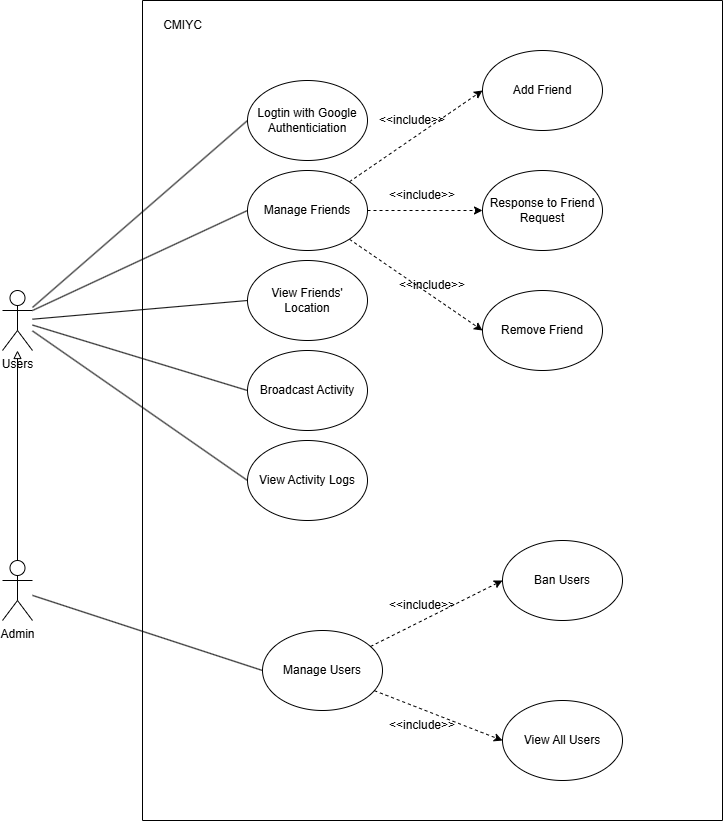 CMIYC
Logtin with Google
Authenticiation
Manage Friends
View Friends'
Location
Broadcast Activity
View Activity Logs
<<include>>
Add Friend
<<include>>
Response to Friend
Request
<<include>>
Remove Friend
Users
Admin
Manage Users
<<include>>
Ban Users
<<include>>
View All Users